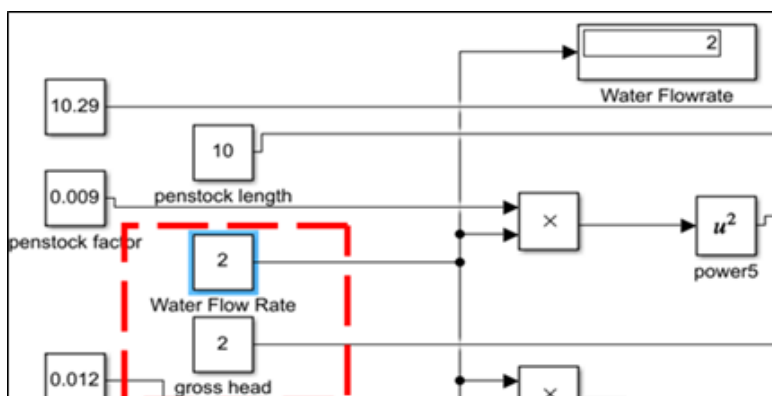 2
Water Flowrate
10.29
10
penstock length
0.009
penstock factor
×
u²
power5
2
Water Flow Rate
2
gross head
0.012
×